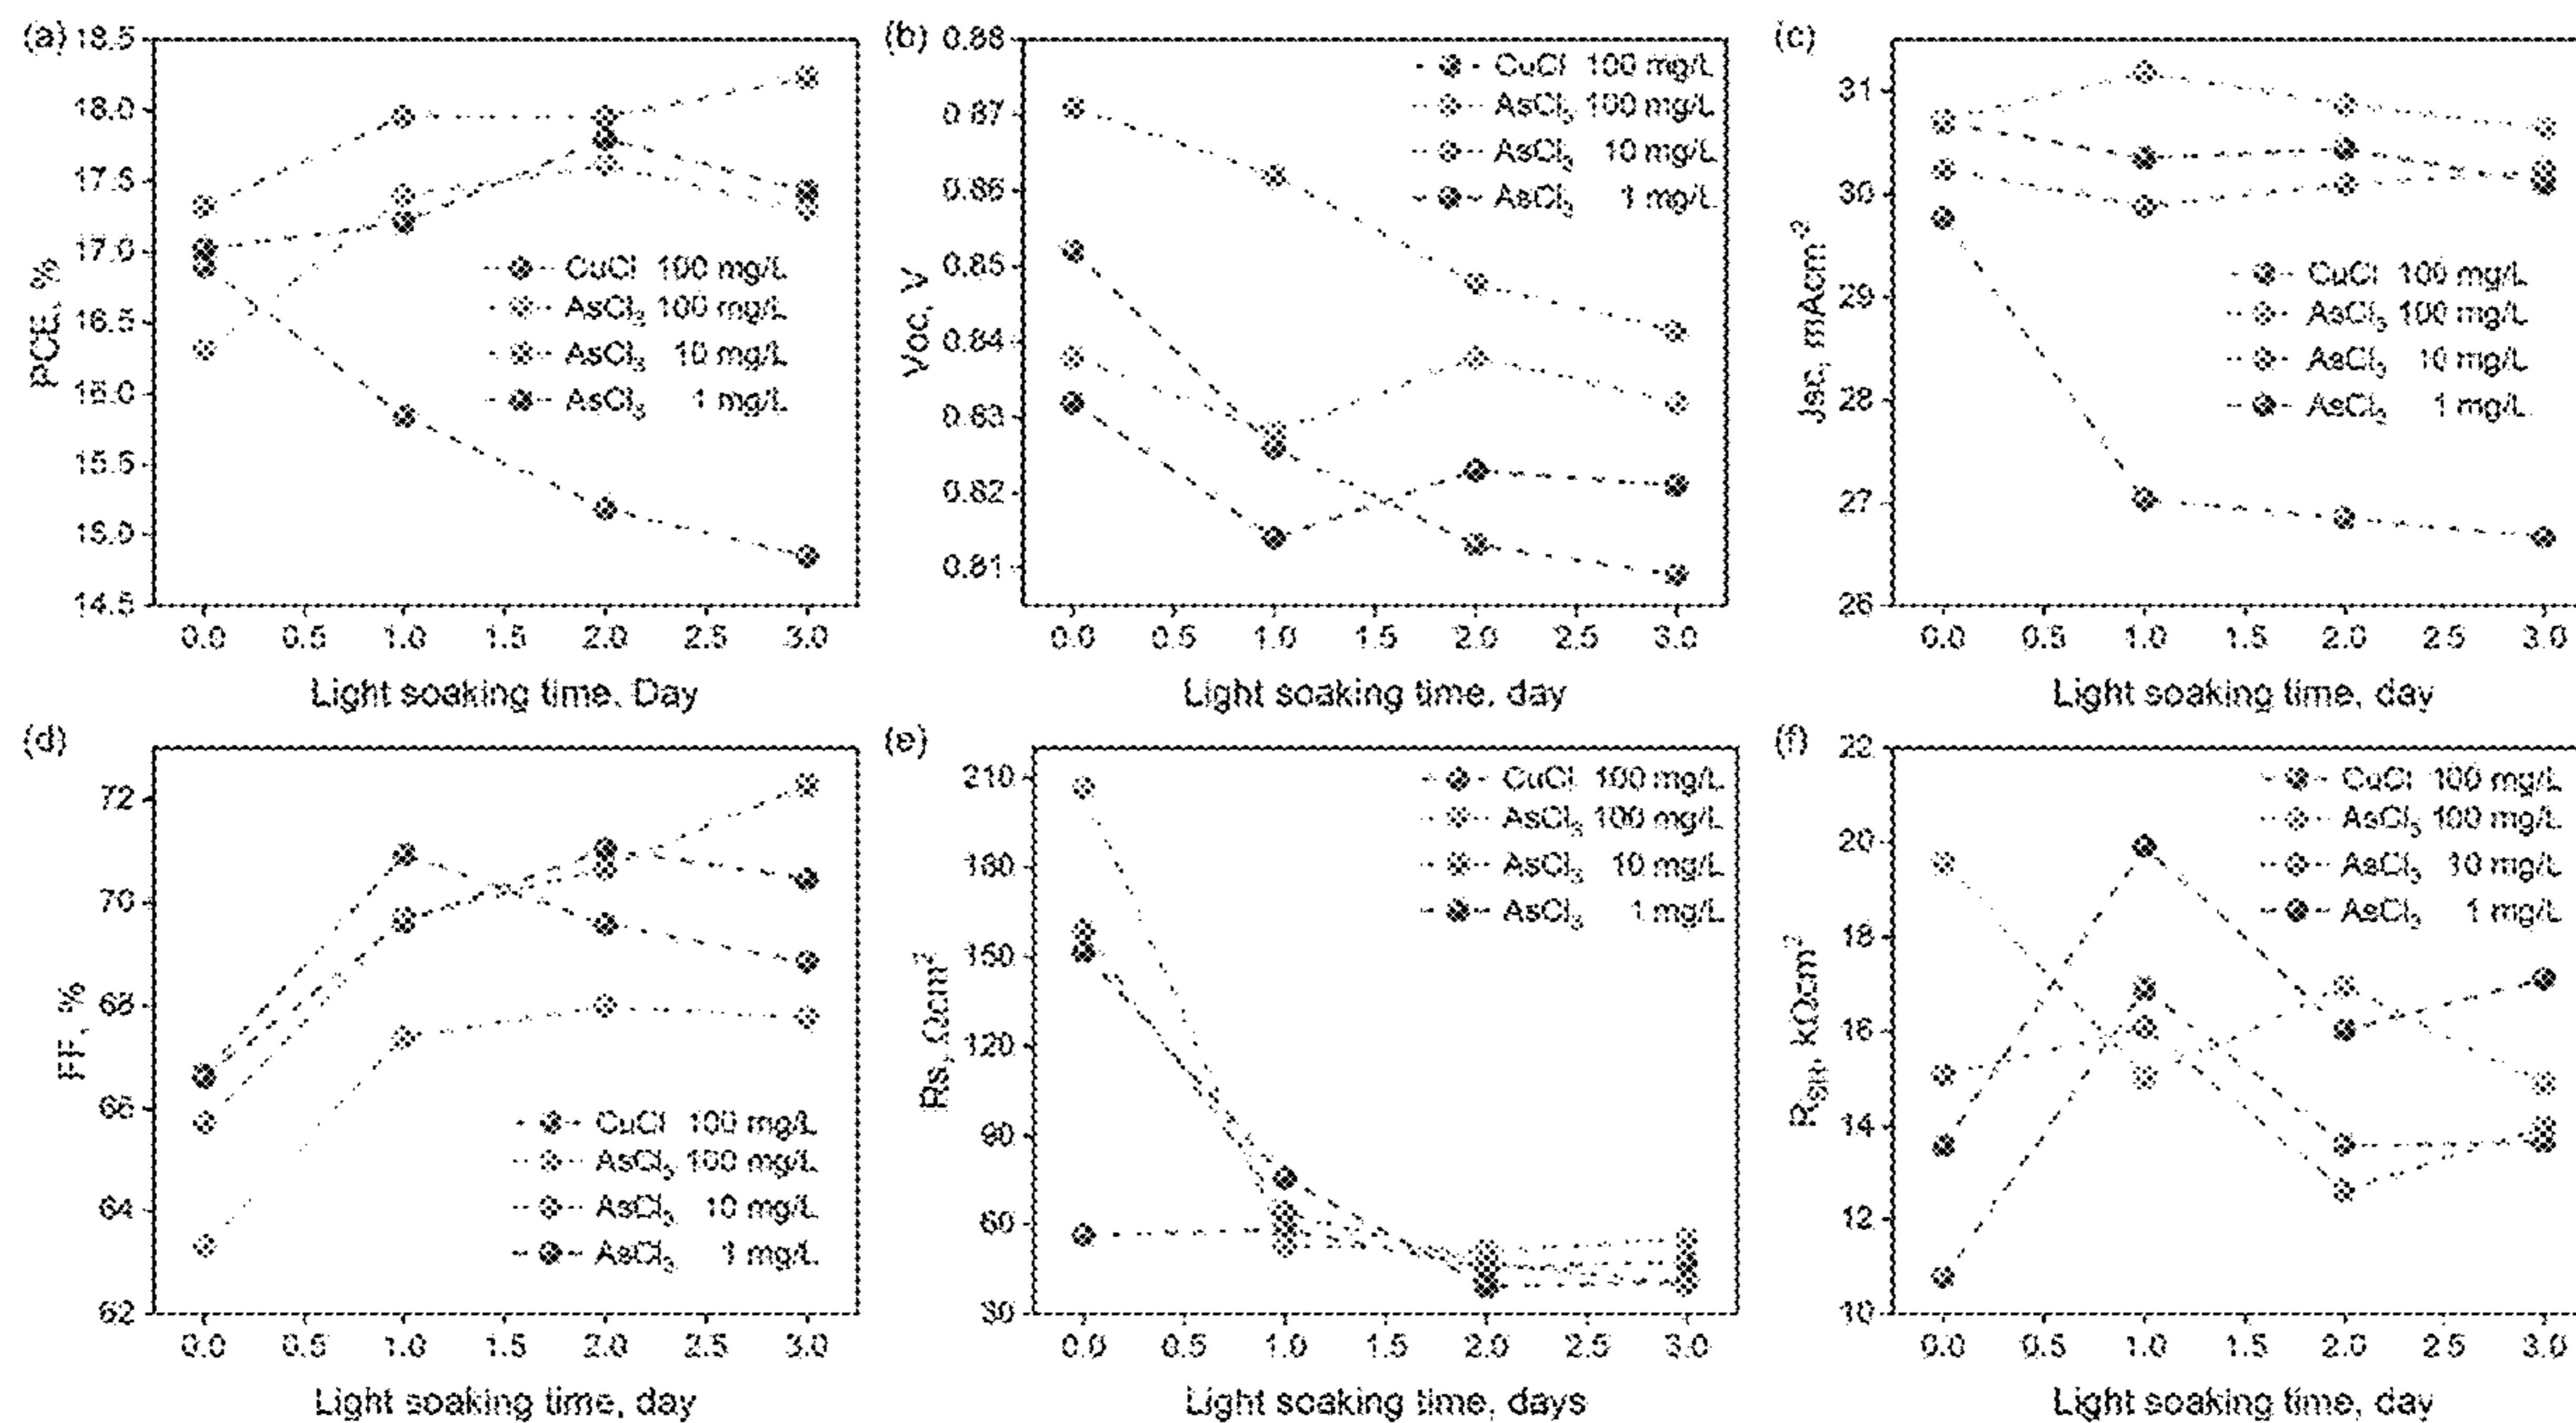 (a)
18.5
18.0
17.5
17.0
16.5
16.0
15.5
15.0
14.5
PCE, %
CuCl 100 mg/L
AsCl3 100 mg/L
AsCl3 10 mg/L
AsCl3 1 mg/L
0.0 0.5 1.0 1.5 2.0 2.5 3.0
Light soaking time, Day
(b)
0.88
0.87
0.86
0.85
0.84
0.83
0.82
0.81
Voc, V
CuCl 100 mg/L
AsCl3 100 mg/L
AsCl3 10 mg/L
AsCl3 1 mg/L
0.0 0.5 1.0 1.5 2.0 2.5 3.0
Light soaking time, day
(c)
31
30
29
28
27
26
Jsc, mAcm-2
CuCl 100 mg/L
AsCl3 100 mg/L
AsCl3 10 mg/L
AsCl3 1 mg/L
0.0 0.5 1.0 1.5 2.0 2.5 3.0
Light soaking time, day
(d)
72
70
68
66
64
62
FF, %
CuCl 100 mg/L
AsCl3 100 mg/L
AsCl3 10 mg/L
AsCl3 1 mg/L
0.0 0.5 1.0 1.5 2.0 2.5 3.0
Light soaking time, day
(e)
210
180
150
120
90
60
30
Rs, Ωcm2
CuCl 100 mg/L
AsCl3 100 mg/L
AsCl3 10 mg/L
AsCl3 1 mg/L
0.0 0.5 1.0 1.5 2.0 2.5 3.0
Light soaking time, days
(f)
22
20
18
16
14
12
10
RSH, kΩcm2
CuCl 100 mg/L
AsCl3 100 mg/L
AsCl3 10 mg/L
AsCl3 1 mg/L
0.0 0.5 1.0 1.5 2.0 2.5 3.0
Light soaking time, day